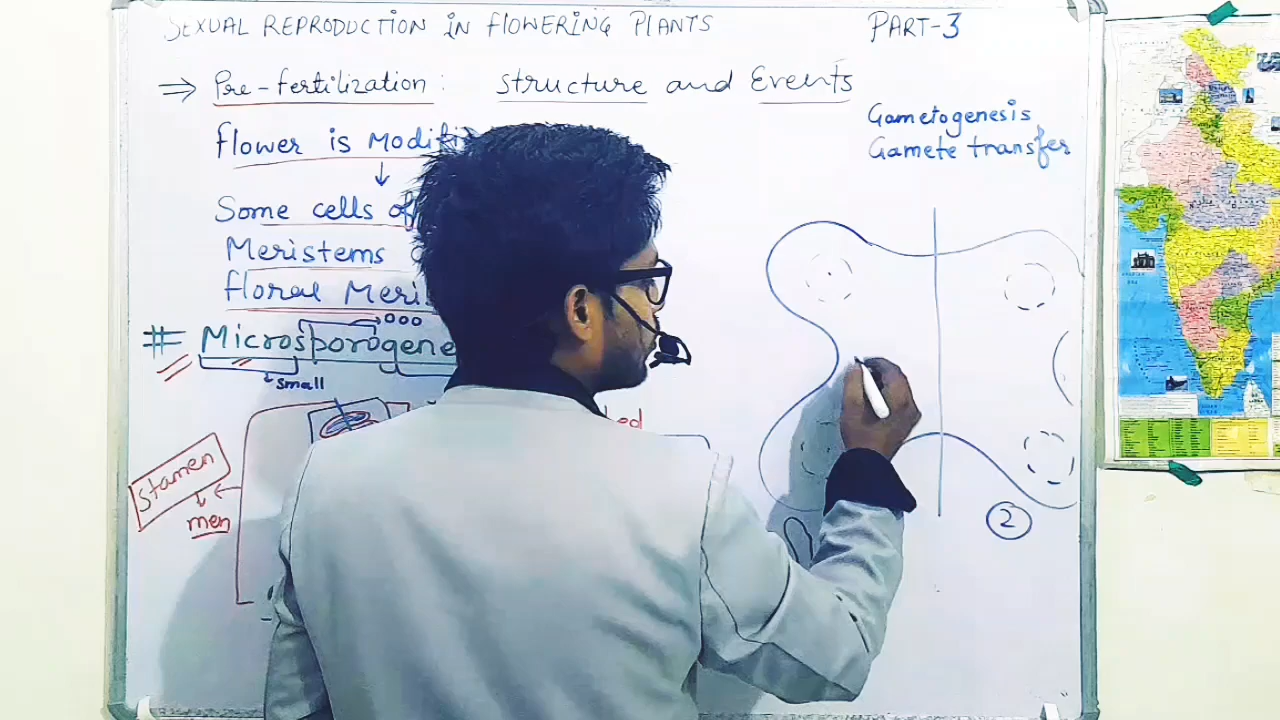 SEXUAL REPRODUCTION IN FLOWERING PLANTS PART-3
⇒ Pre-fertilization: Structure and Events
Gametogenesis
Gamete transfer
flower is Modifi
Some cells of
Meristems
floral Meri
# Microsporogene
small
ed
Stamen
men
2